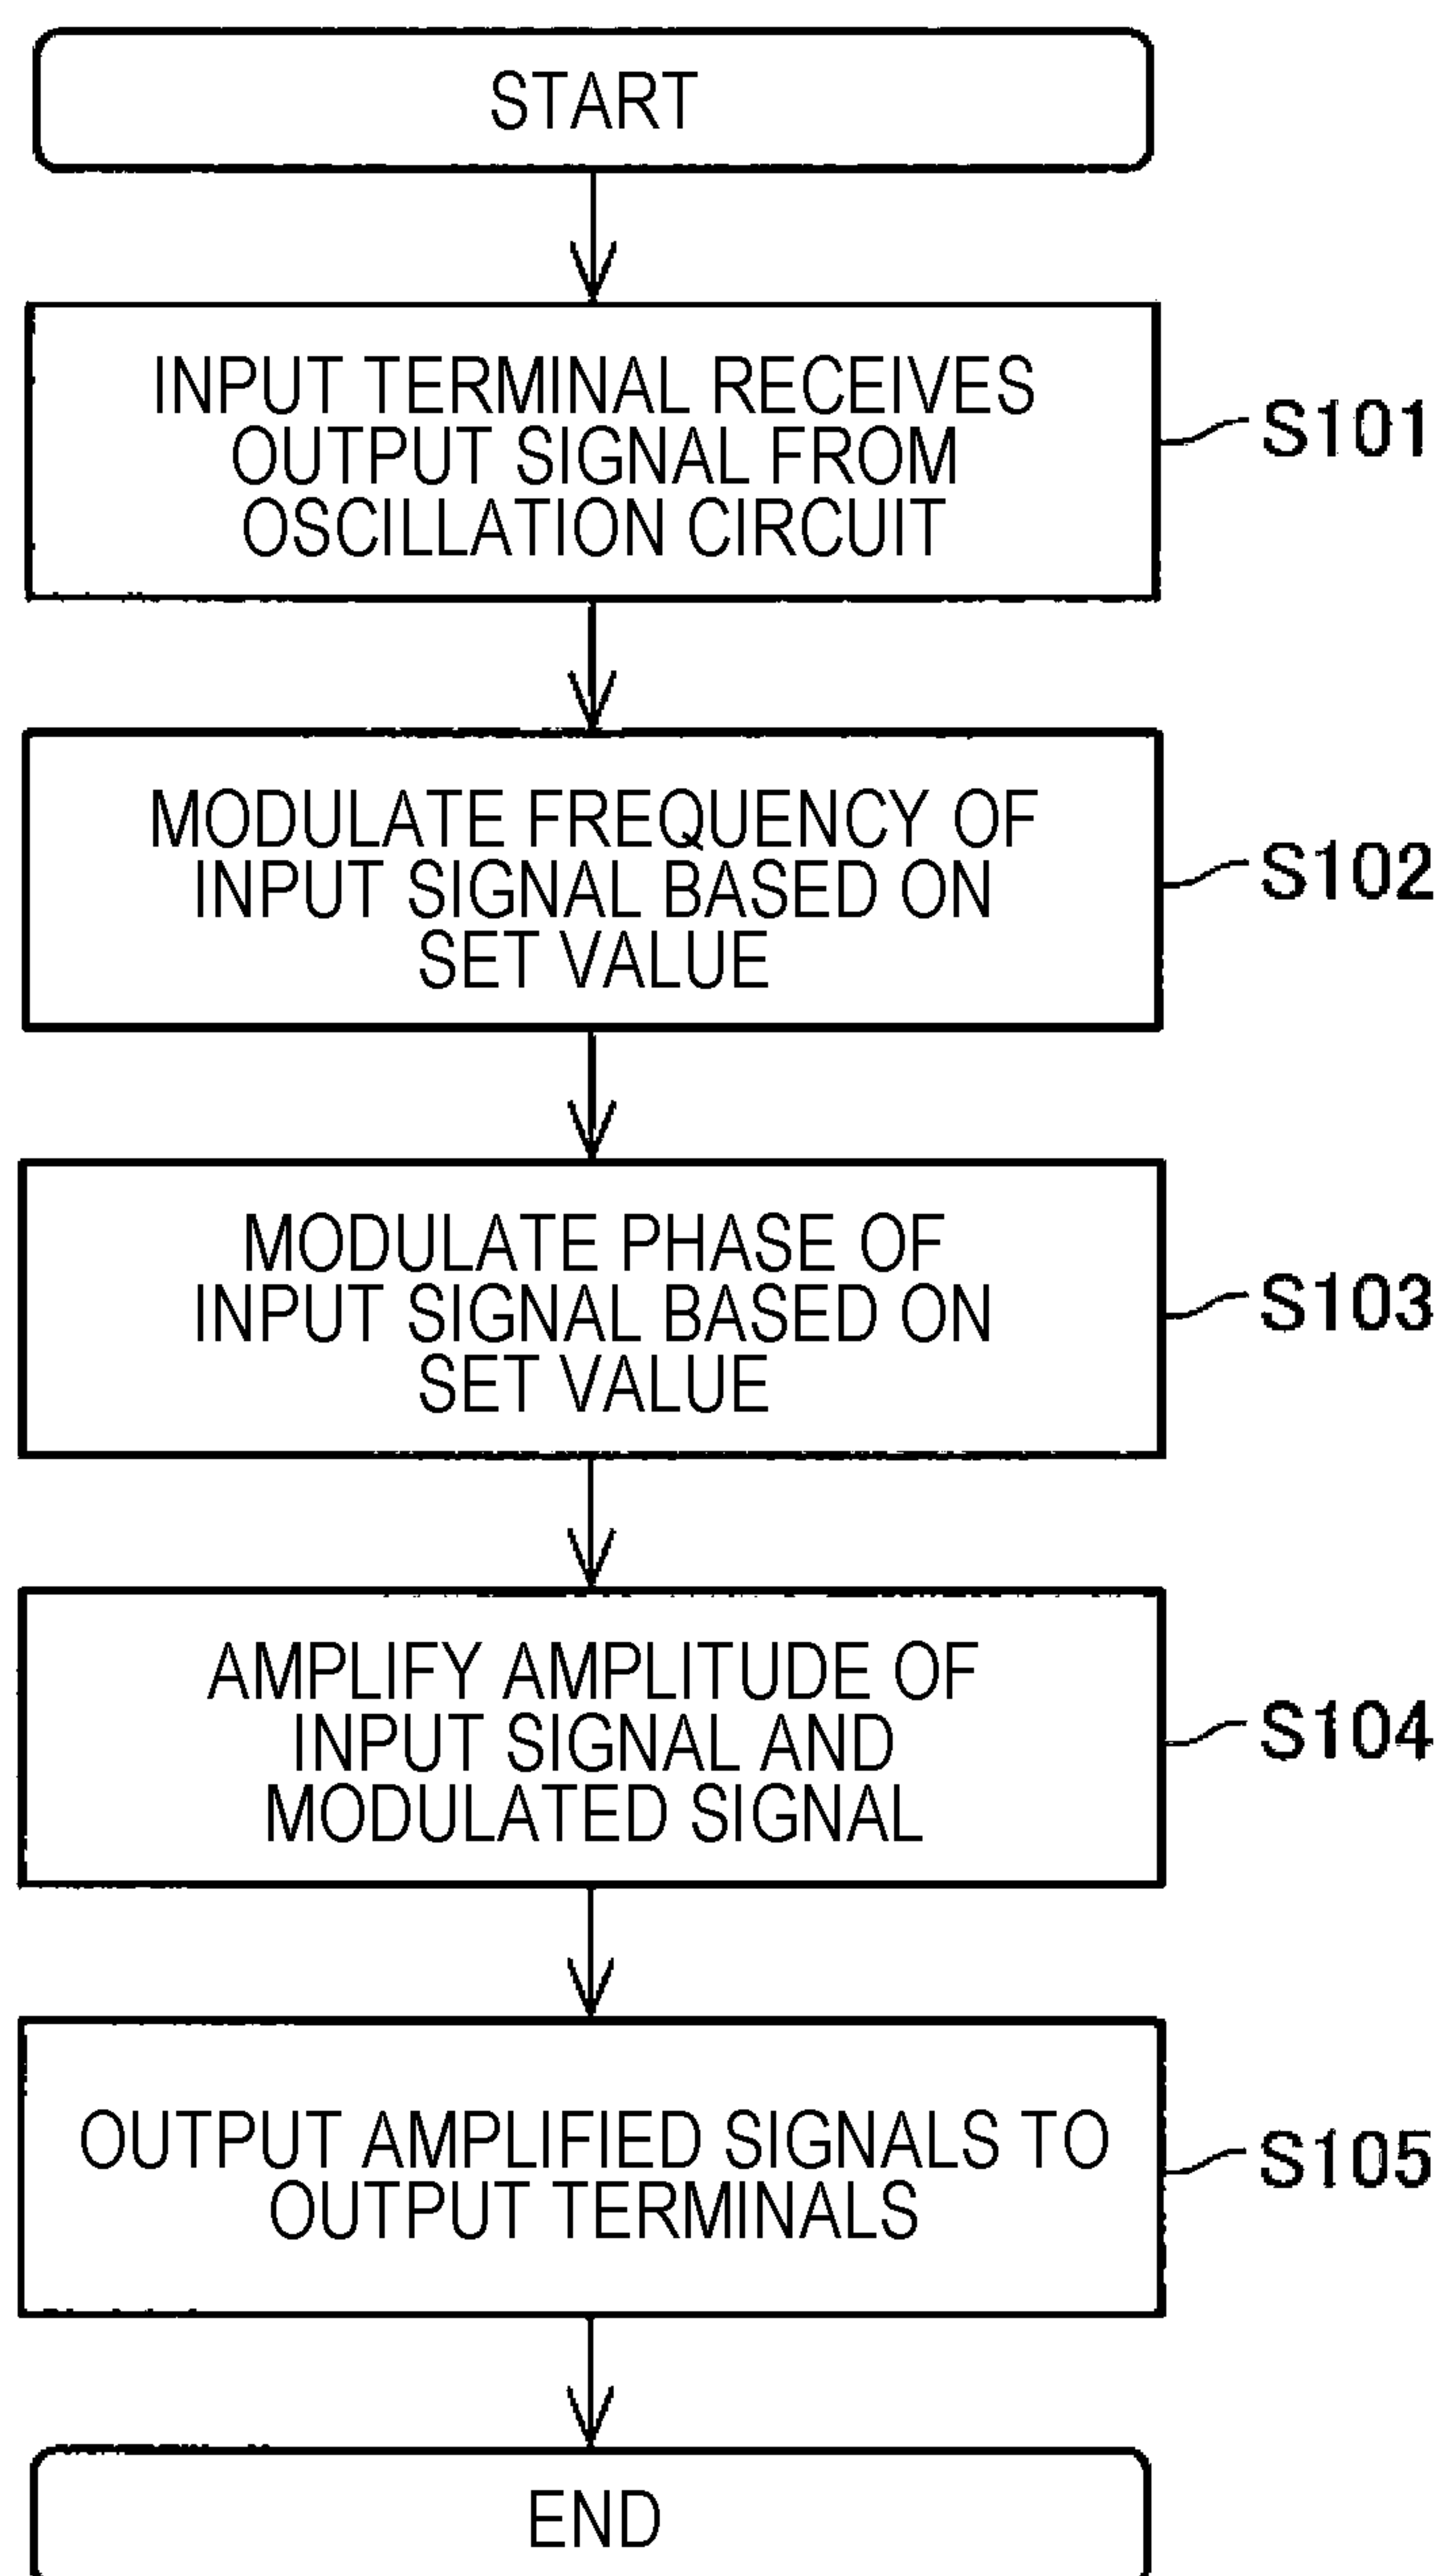 START
INPUT TERMINAL RECEIVES
OUTPUT SIGNAL FROM
OSCILLATION CIRCUIT
S101
MODULATE FREQUENCY OF
INPUT SIGNAL BASED ON
SET VALUE
S102
MODULATE PHASE OF
INPUT SIGNAL BASED ON
SET VALUE
S103
AMPLIFY AMPLITUDE OF
INPUT SIGNAL AND
MODULATED SIGNAL
S104
OUTPUT AMPLIFIED SIGNALS TO
OUTPUT TERMINALS
S105
END